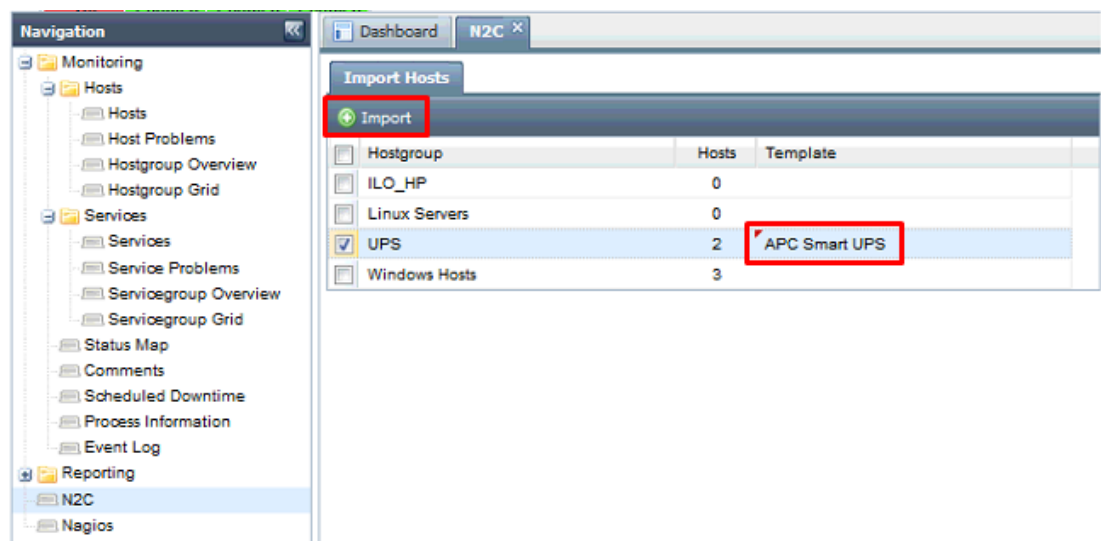 Navigation
Monitoring
Hosts
Hosts
Host Problems
Hostgroup Overview
Hostgroup Grid
Services
Services
Service Problems
Servicegroup Overview
Servicegroup Grid
Status Map
Comments
Scheduled Downtime
Process Information
Event Log
Reporting
N2C
Nagios
Dashboard N2C
Import Hosts
Import
Hostgroup Hosts Template
ILO_HP 0
Linux Servers 0
UPS 2 APC Smart UPS
Windows Hosts 3